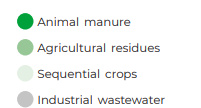 Animal manure
Agricultural residues
Sequential crops
Industrial wastewater